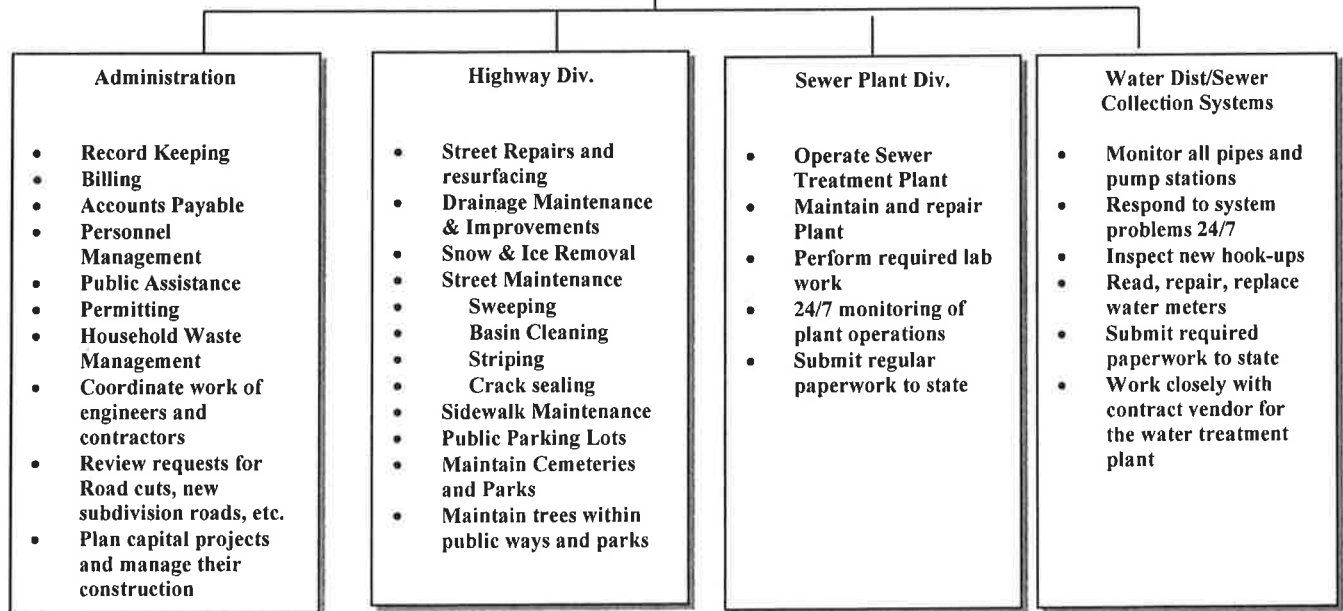 Administration
• Record Keeping
• Billing
• Accounts Payable
• Personnel
Management
• Public Assistance
• Permitting
• Household Waste
Management
• Coordinate work of
engineers and
contractors
• Review requests for
Road cuts, new
subdivision roads, etc.
• Plan capital projects
and manage their
construction
Highway Div.
• Street Repairs and
resurfacing
• Drainage Maintenance
& Improvements
• Snow & Ice Removal
• Street Maintenance
• Sweeping
• Basin Cleaning
• Striping
• Crack sealing
• Sidewalk Maintenance
• Public Parking Lots
• Maintain Cemeteries
and Parks
• Maintain trees within
public ways and parks
Sewer Plant Div.
• Operate Sewer
Treatment Plant
• Maintain and repair
Plant
• Perform required lab
work
• 24/7 monitoring of
plant operations
• Submit regular
paperwork to state
Water Dist/Sewer
Collection Systems
• Monitor all pipes and
pump stations
• Respond to system
problems 24/7
• Inspect new hook-ups
• Read, repair, replace
water meters
• Submit required
paperwork to state
• Work closely with
contract vendor for
the water treatment
plant